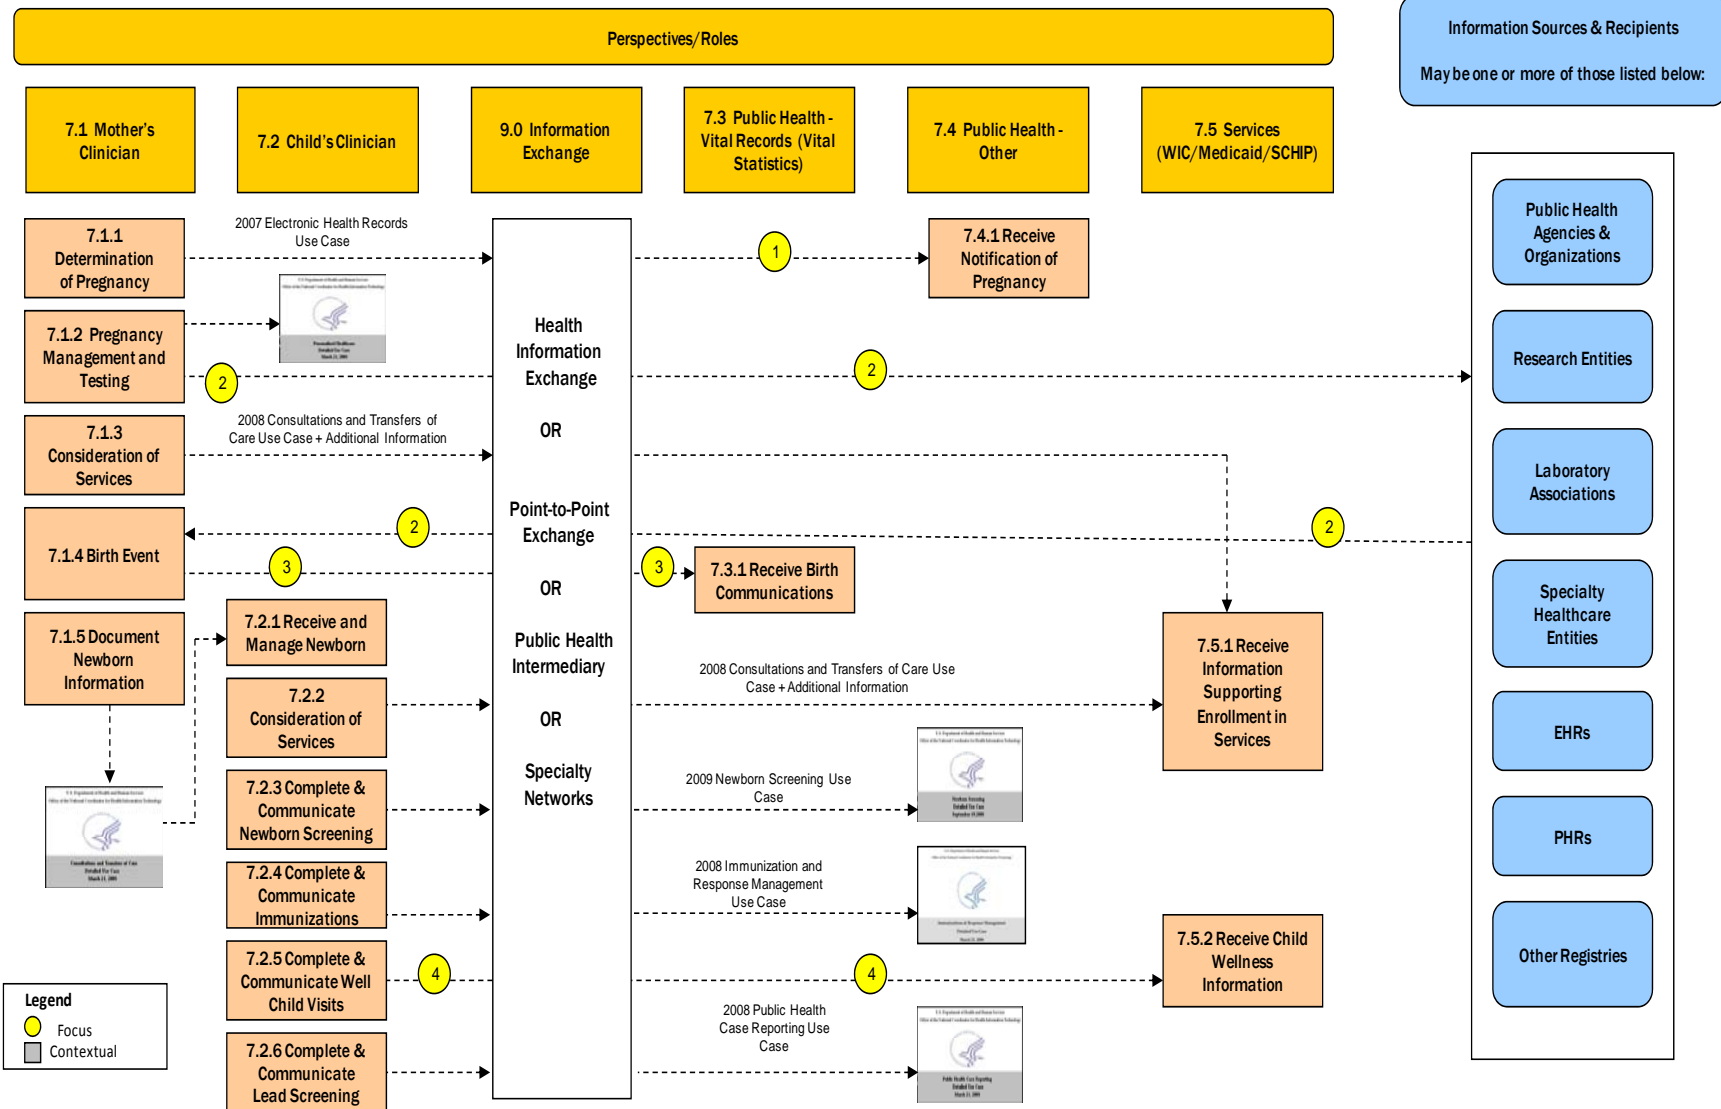 Perspectives/Roles
Information Sources & Recipients
May be one or more of those listed below:
7.1 Mother's
Clinician
7.2 Child's Clinician
9.0 Information
Exchange
7.3 Public Health -
Vital Records (Vital
Statistics)
7.4 Public Health -
Other
7.5 Services
(WIC/Medicaid/SCHIP)
7.1.1
Determination
of Pregnancy
2007 Electronic Health Records
Use Case
1
7.4.1 Receive
Notification of
Pregnancy
7.1.2 Pregnancy
Management and
Testing
2
2
7.1.3
Consideration of
Services
2008 Consultations and Transfers of
Care Use Case + Additional Information
7.1.4 Birth Event
2
2
3
3
7.3.1 Receive Birth
Communications
7.1.5 Document
Newborn
Information
7.2.1 Receive and
Manage Newborn
7.2.2
Consideration of
Services
7.2.3 Complete &
Communicate
Newborn Screening
7.2.4 Complete &
Communicate
Immunizations
7.2.5 Complete &
Communicate Well
Child Visits
7.2.6 Complete &
Communicate
Lead Screening
Health
Information
Exchange
OR
Point-to-Point
Exchange
OR
Public Health
Intermediary
OR
Specialty
Networks
2008 Consultations and Transfers of Care Use
Case + Additional Information
7.5.1 Receive
Information
Supporting
Enrollment in
Services
2009 Newborn Screening Use
Case
2008 Immunization and
Response Management
Use Case
4
4
7.5.2 Receive Child
Wellness
Information
2008 Public Health
Case Reporting Use
Case
Public Health
Agencies &
Organizations
Research Entities
Laboratory
Associations
Specialty
Healthcare
Entities
EHRs
PHRs
Other Registries
Legend
Focus
Contextual